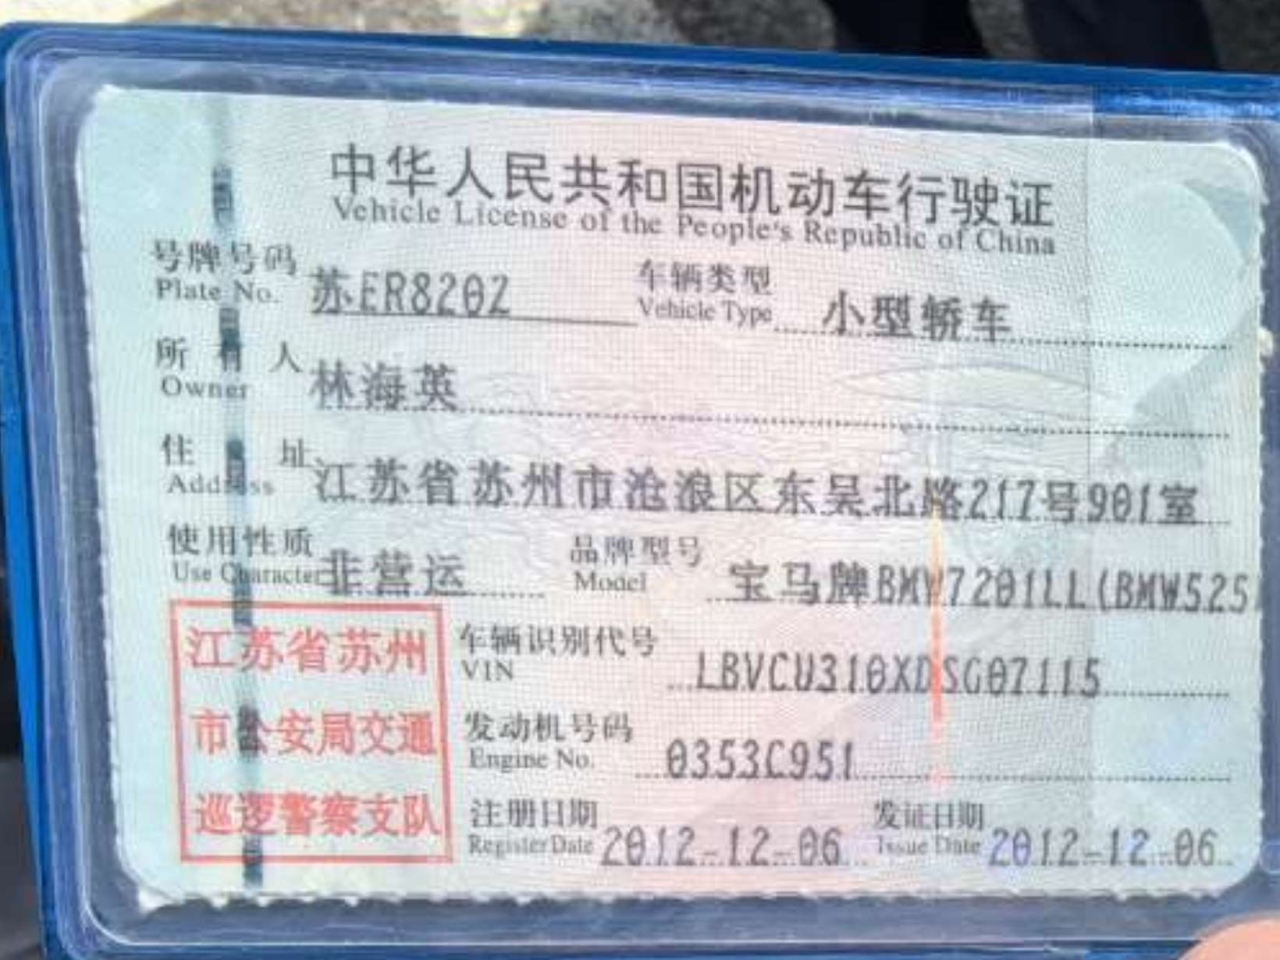 中华人民共和国机动车行驶证
Vehicle License of the People's Republic of China
号牌号码 苏ER8202 车辆类型 小型轿车
Plate No. Vehicle Type
所有人 林海英
Owner
住址 江苏省苏州市沧浪区东吴北路217号901室
Address
使用性质 非营运 品牌型号 宝马牌BMW7201LL(BMW525
Use Character Model
江苏省苏州
市公安局交通
巡逻警察支队
车辆识别代号 LBVCU310XDSG07115
VIN
发动机号码 0353C951
Engine No.
注册日期 2012-12-06 发证日期 2012-12-06
Register Date Issue Date